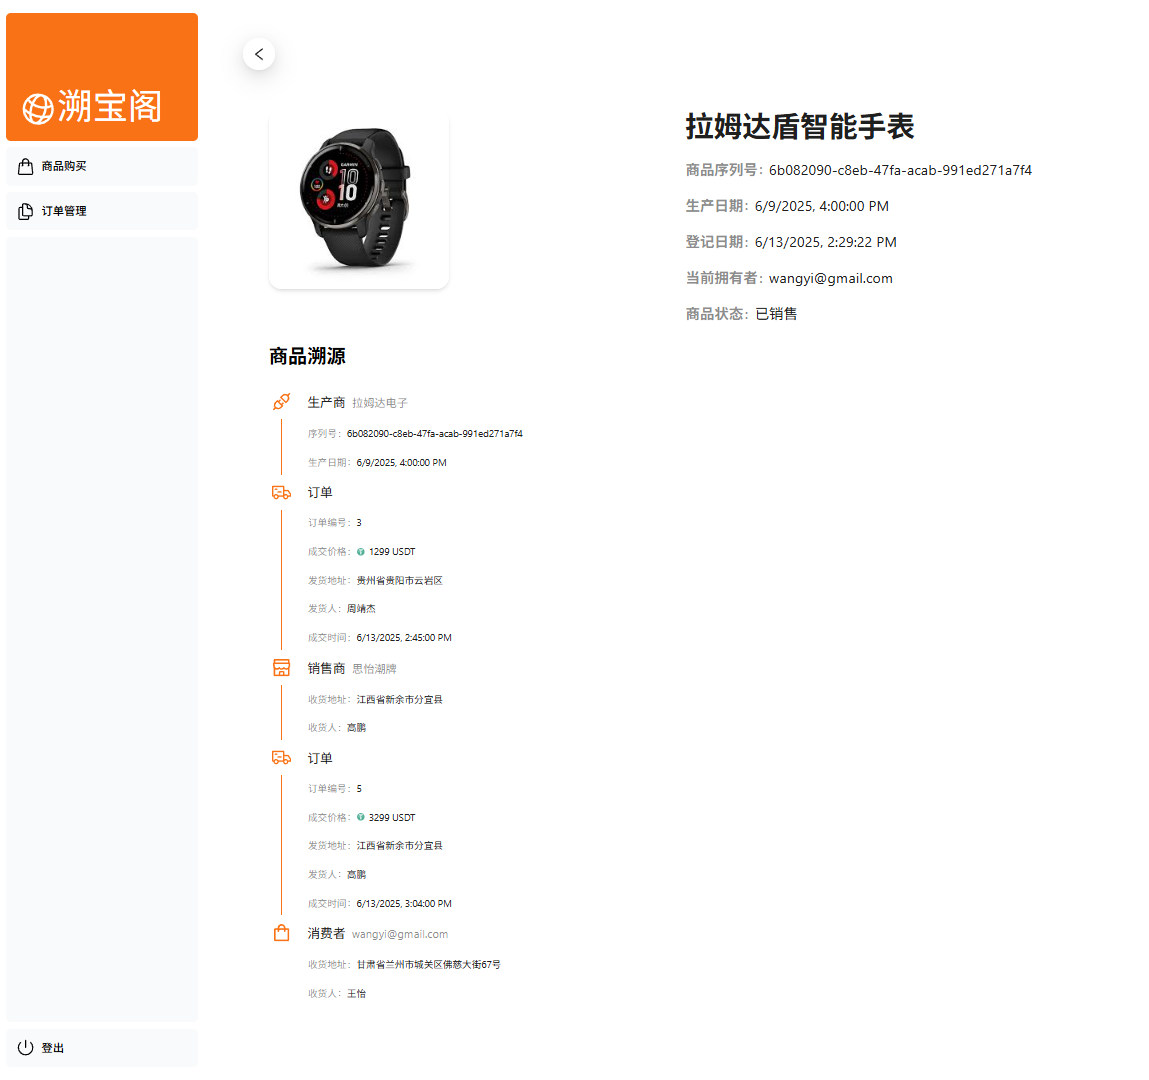 溯宝阁
商品购买
订单管理
登出
GARMIN
10
10
拉姆达盾智能手表
商品序列号：6b082090-c8eb-47fa-acab-991ed271a7f4
生产日期：6/9/2025, 4:00:00 PM
登记日期：6/13/2025, 2:29:22 PM
当前拥有者：wangyi@gmail.com
商品状态：已销售
商品溯源
生产商 拉姆达电子
序列号：6b082090-c8eb-47fa-acab-991ed271a7f4
生产日期：6/9/2025, 4:00:00 PM
订单
订单编号：3
成交价格：1299 USDT
发货地址：贵州省贵阳市云岩区
发货人：周靖杰
成交时间：6/13/2025, 2:45:00 PM
销售商 思怡潮牌
收货地址：江西省新余市分宜县
收货人：高鹏
订单
订单编号：5
成交价格：3299 USDT
发货地址：江西省新余市分宜县
发货人：高鹏
成交时间：6/13/2025, 3:04:00 PM
消费者 wangyi@gmail.com
收货地址：甘肃省兰州市城关区佛慈大街67号
收货人：王怡